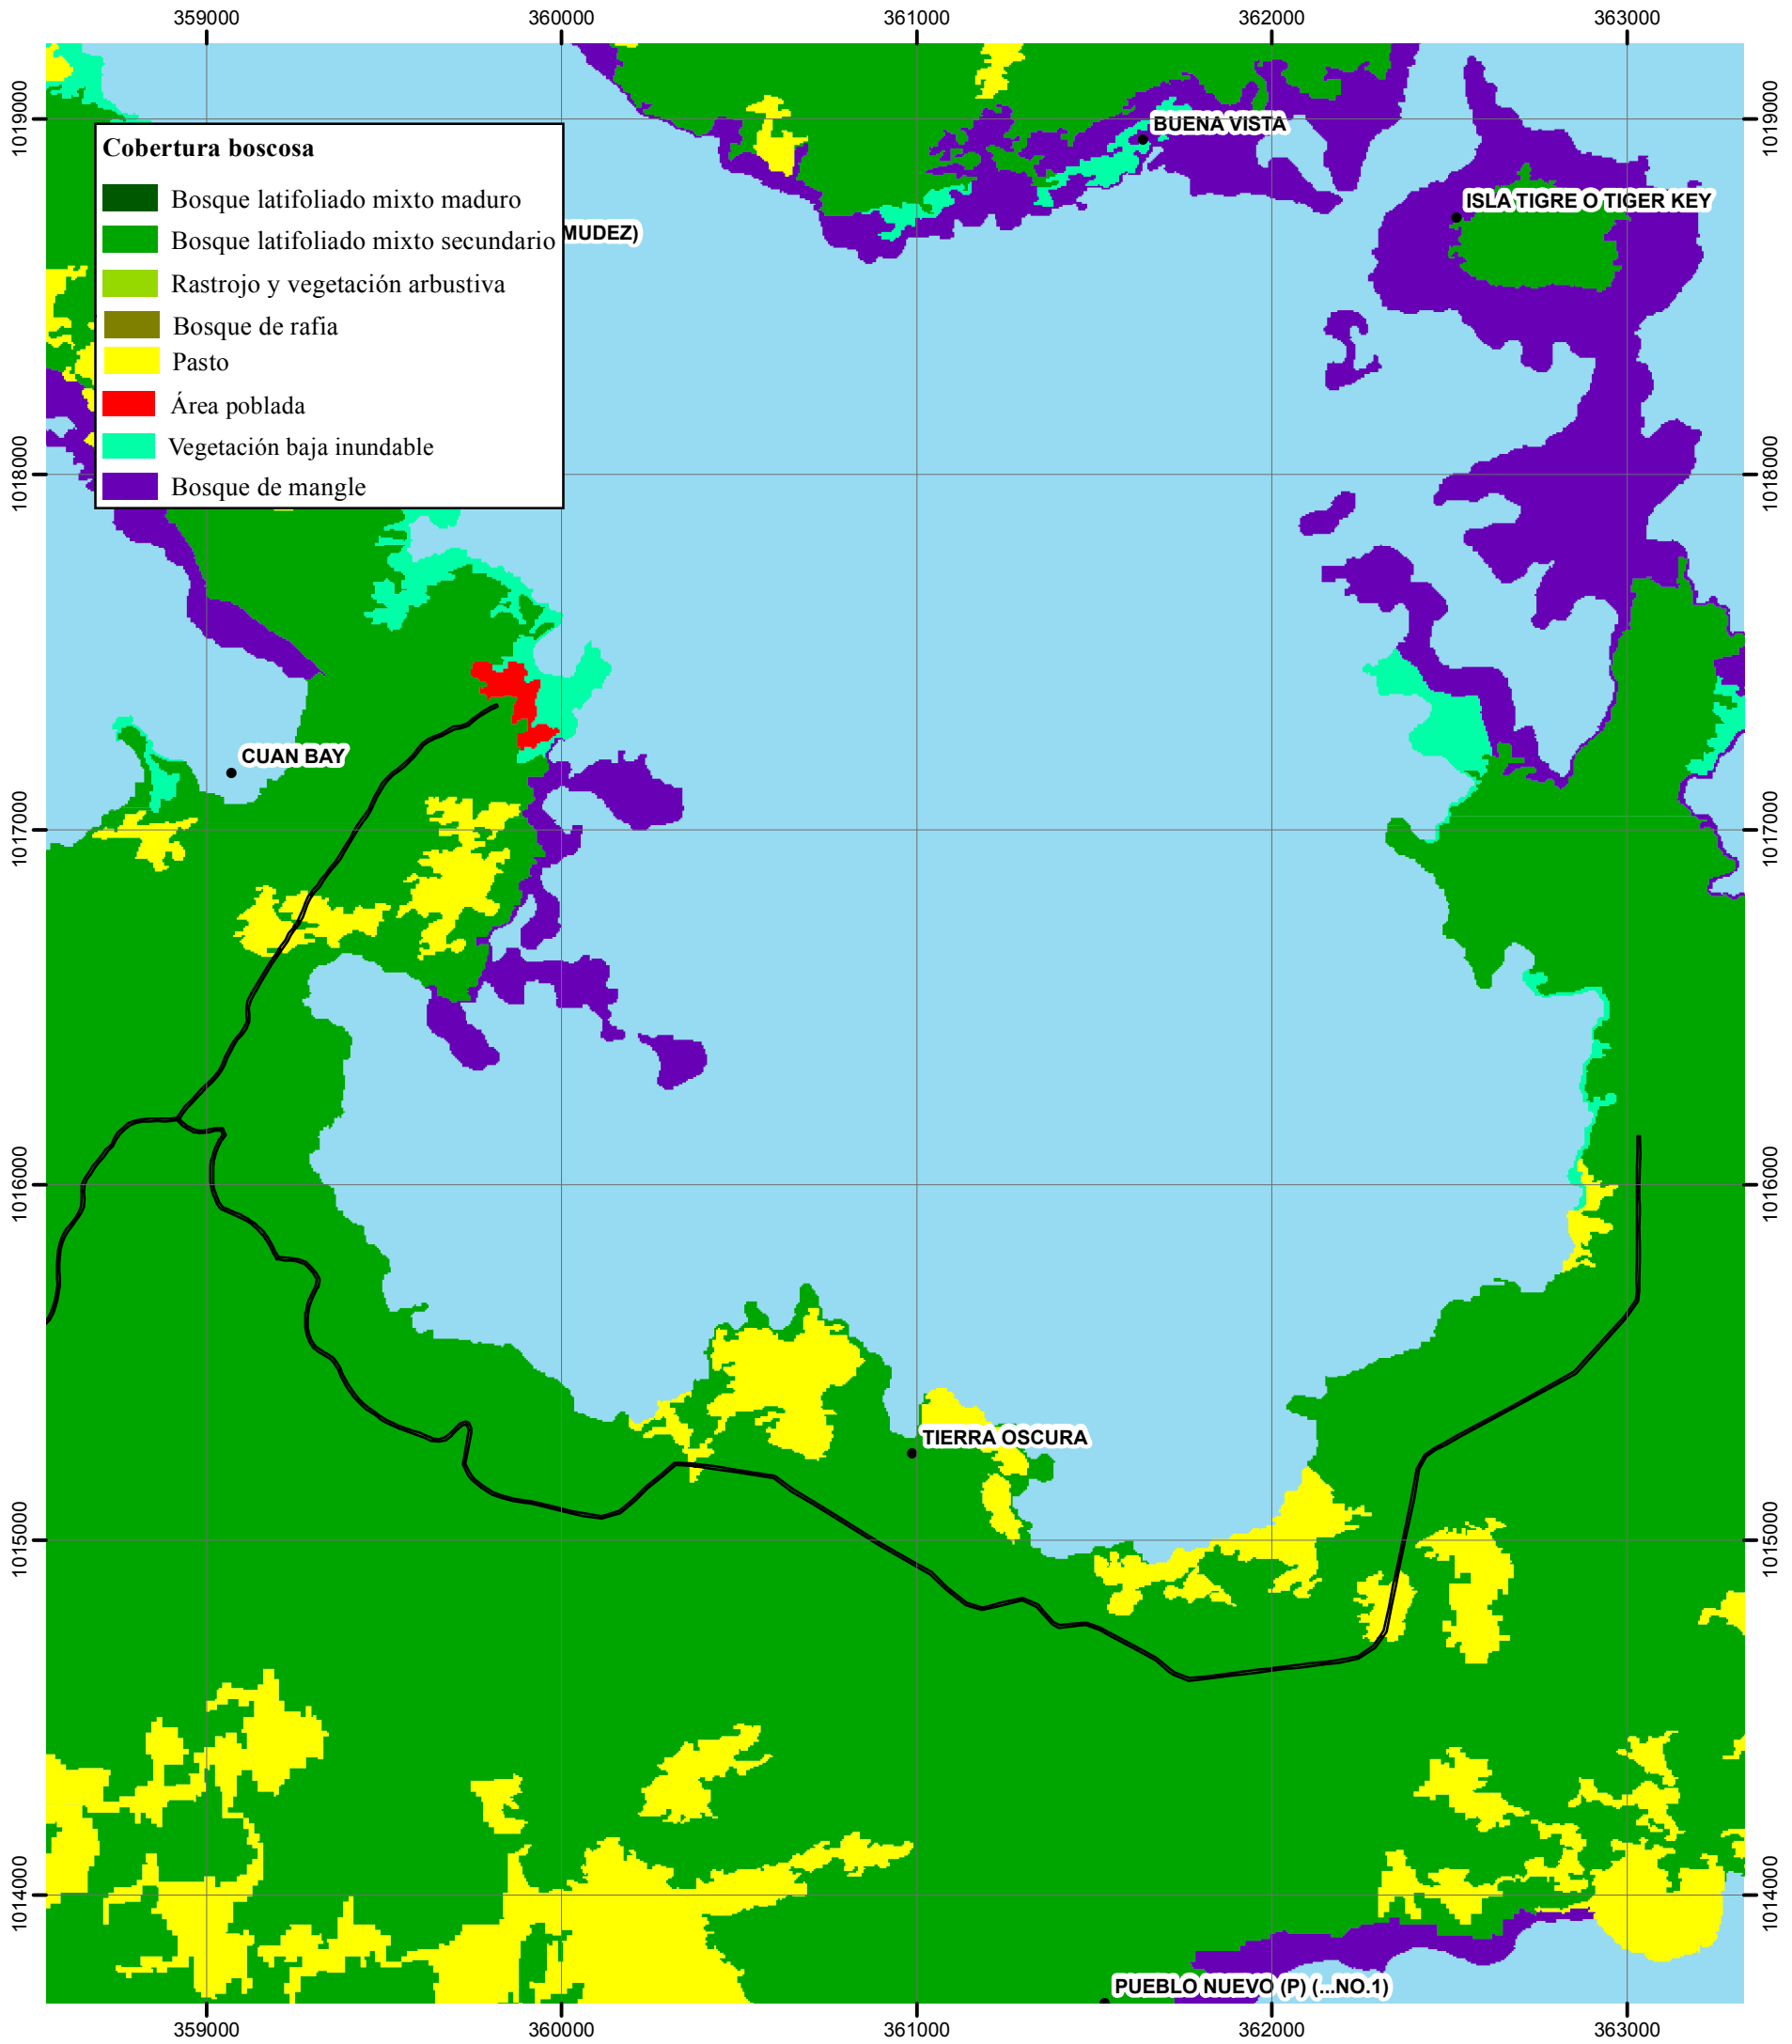 359000 360000 361000 362000 363000
1019000 1019000
BUENA VISTA
Cobertura boscosa
Bosque latifoliado mixto maduro
ISLA TIGRE O TIGER KEY
Bosque latifoliado mixto secundario
MUDEZ)
Rastrojo y vegetación arbustiva
Bosque de rafia
Pasto
Área poblada
Vegetación baja inundable
1018000 1018000
Bosque de mangle
CUAN BAY
1017000 1017000
1016000 1016000
TIERRA OSCURA
1015000 1015000
1014000 1014000
PUEBLO NUEVO (P) (...NO.1)
359000 360000 361000 362000 363000